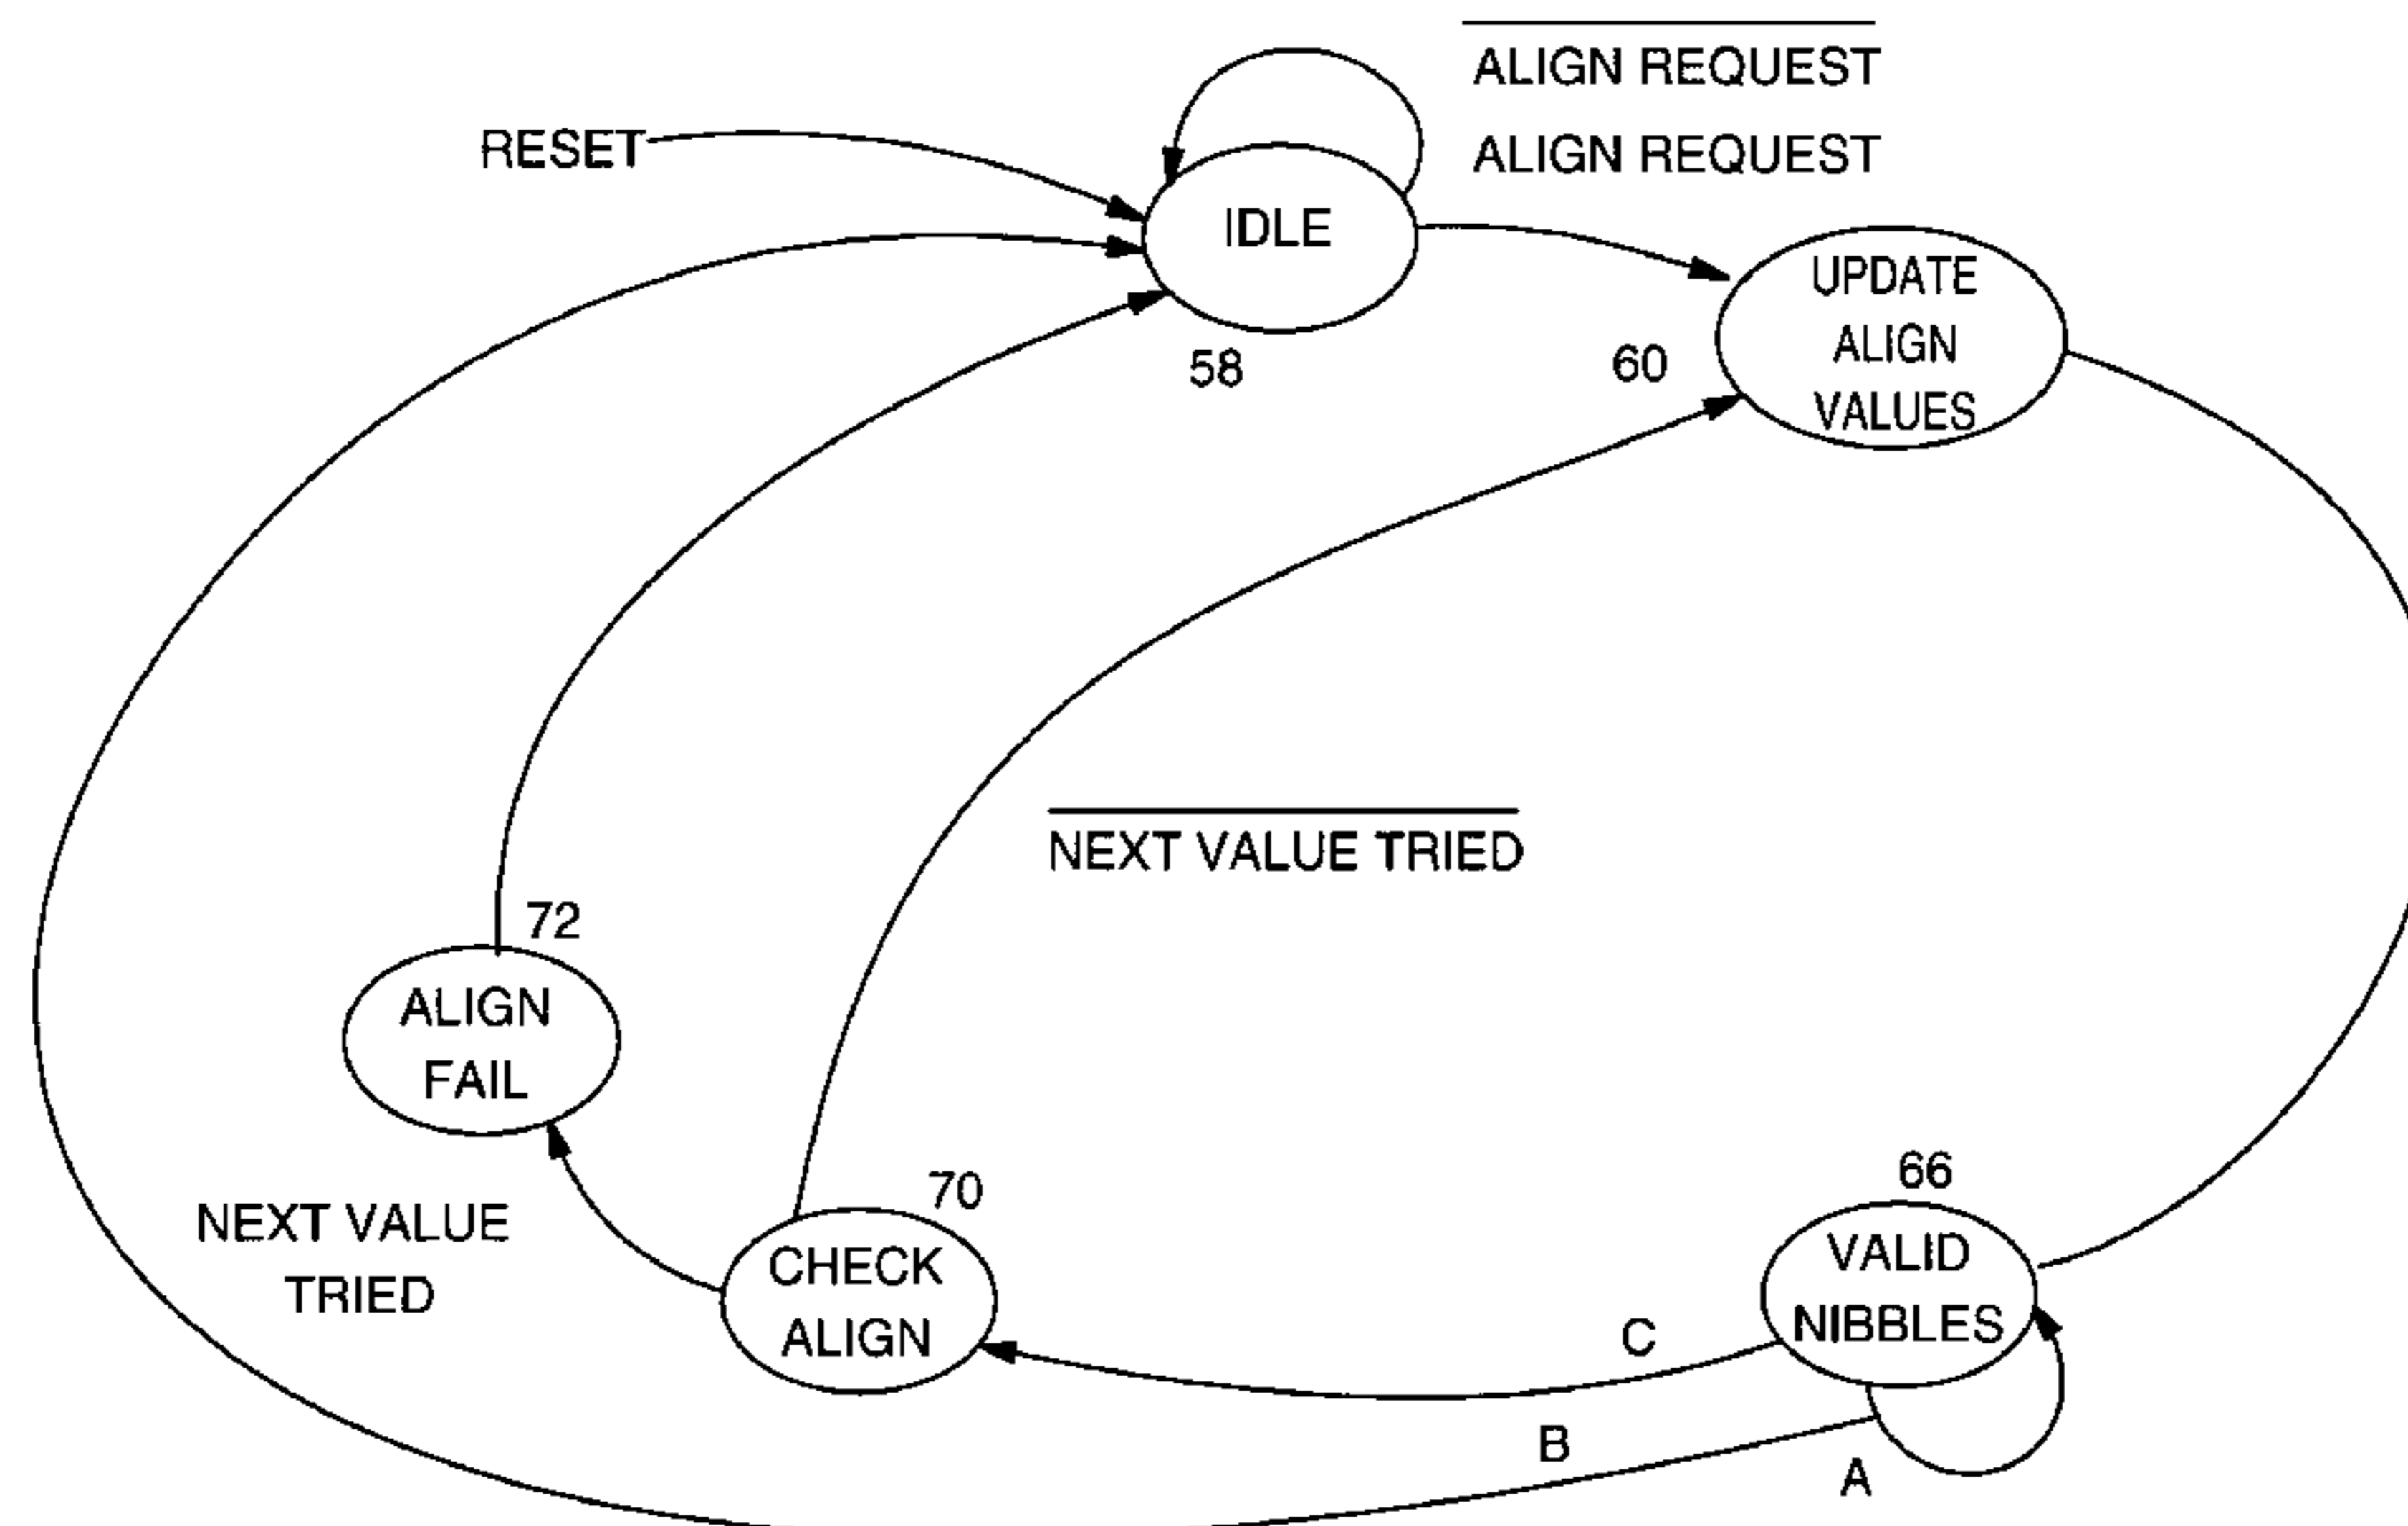 ALIGN REQUEST
ALIGN REQUEST
RESET
IDLE
58
UPDATE
ALIGN
VALUES
60
NEXT VALUE TRIED
72
ALIGN
FAIL
NEXT VALUE
TRIED
70
CHECK
ALIGN
66
VALID
NIBBLES
C
B
A